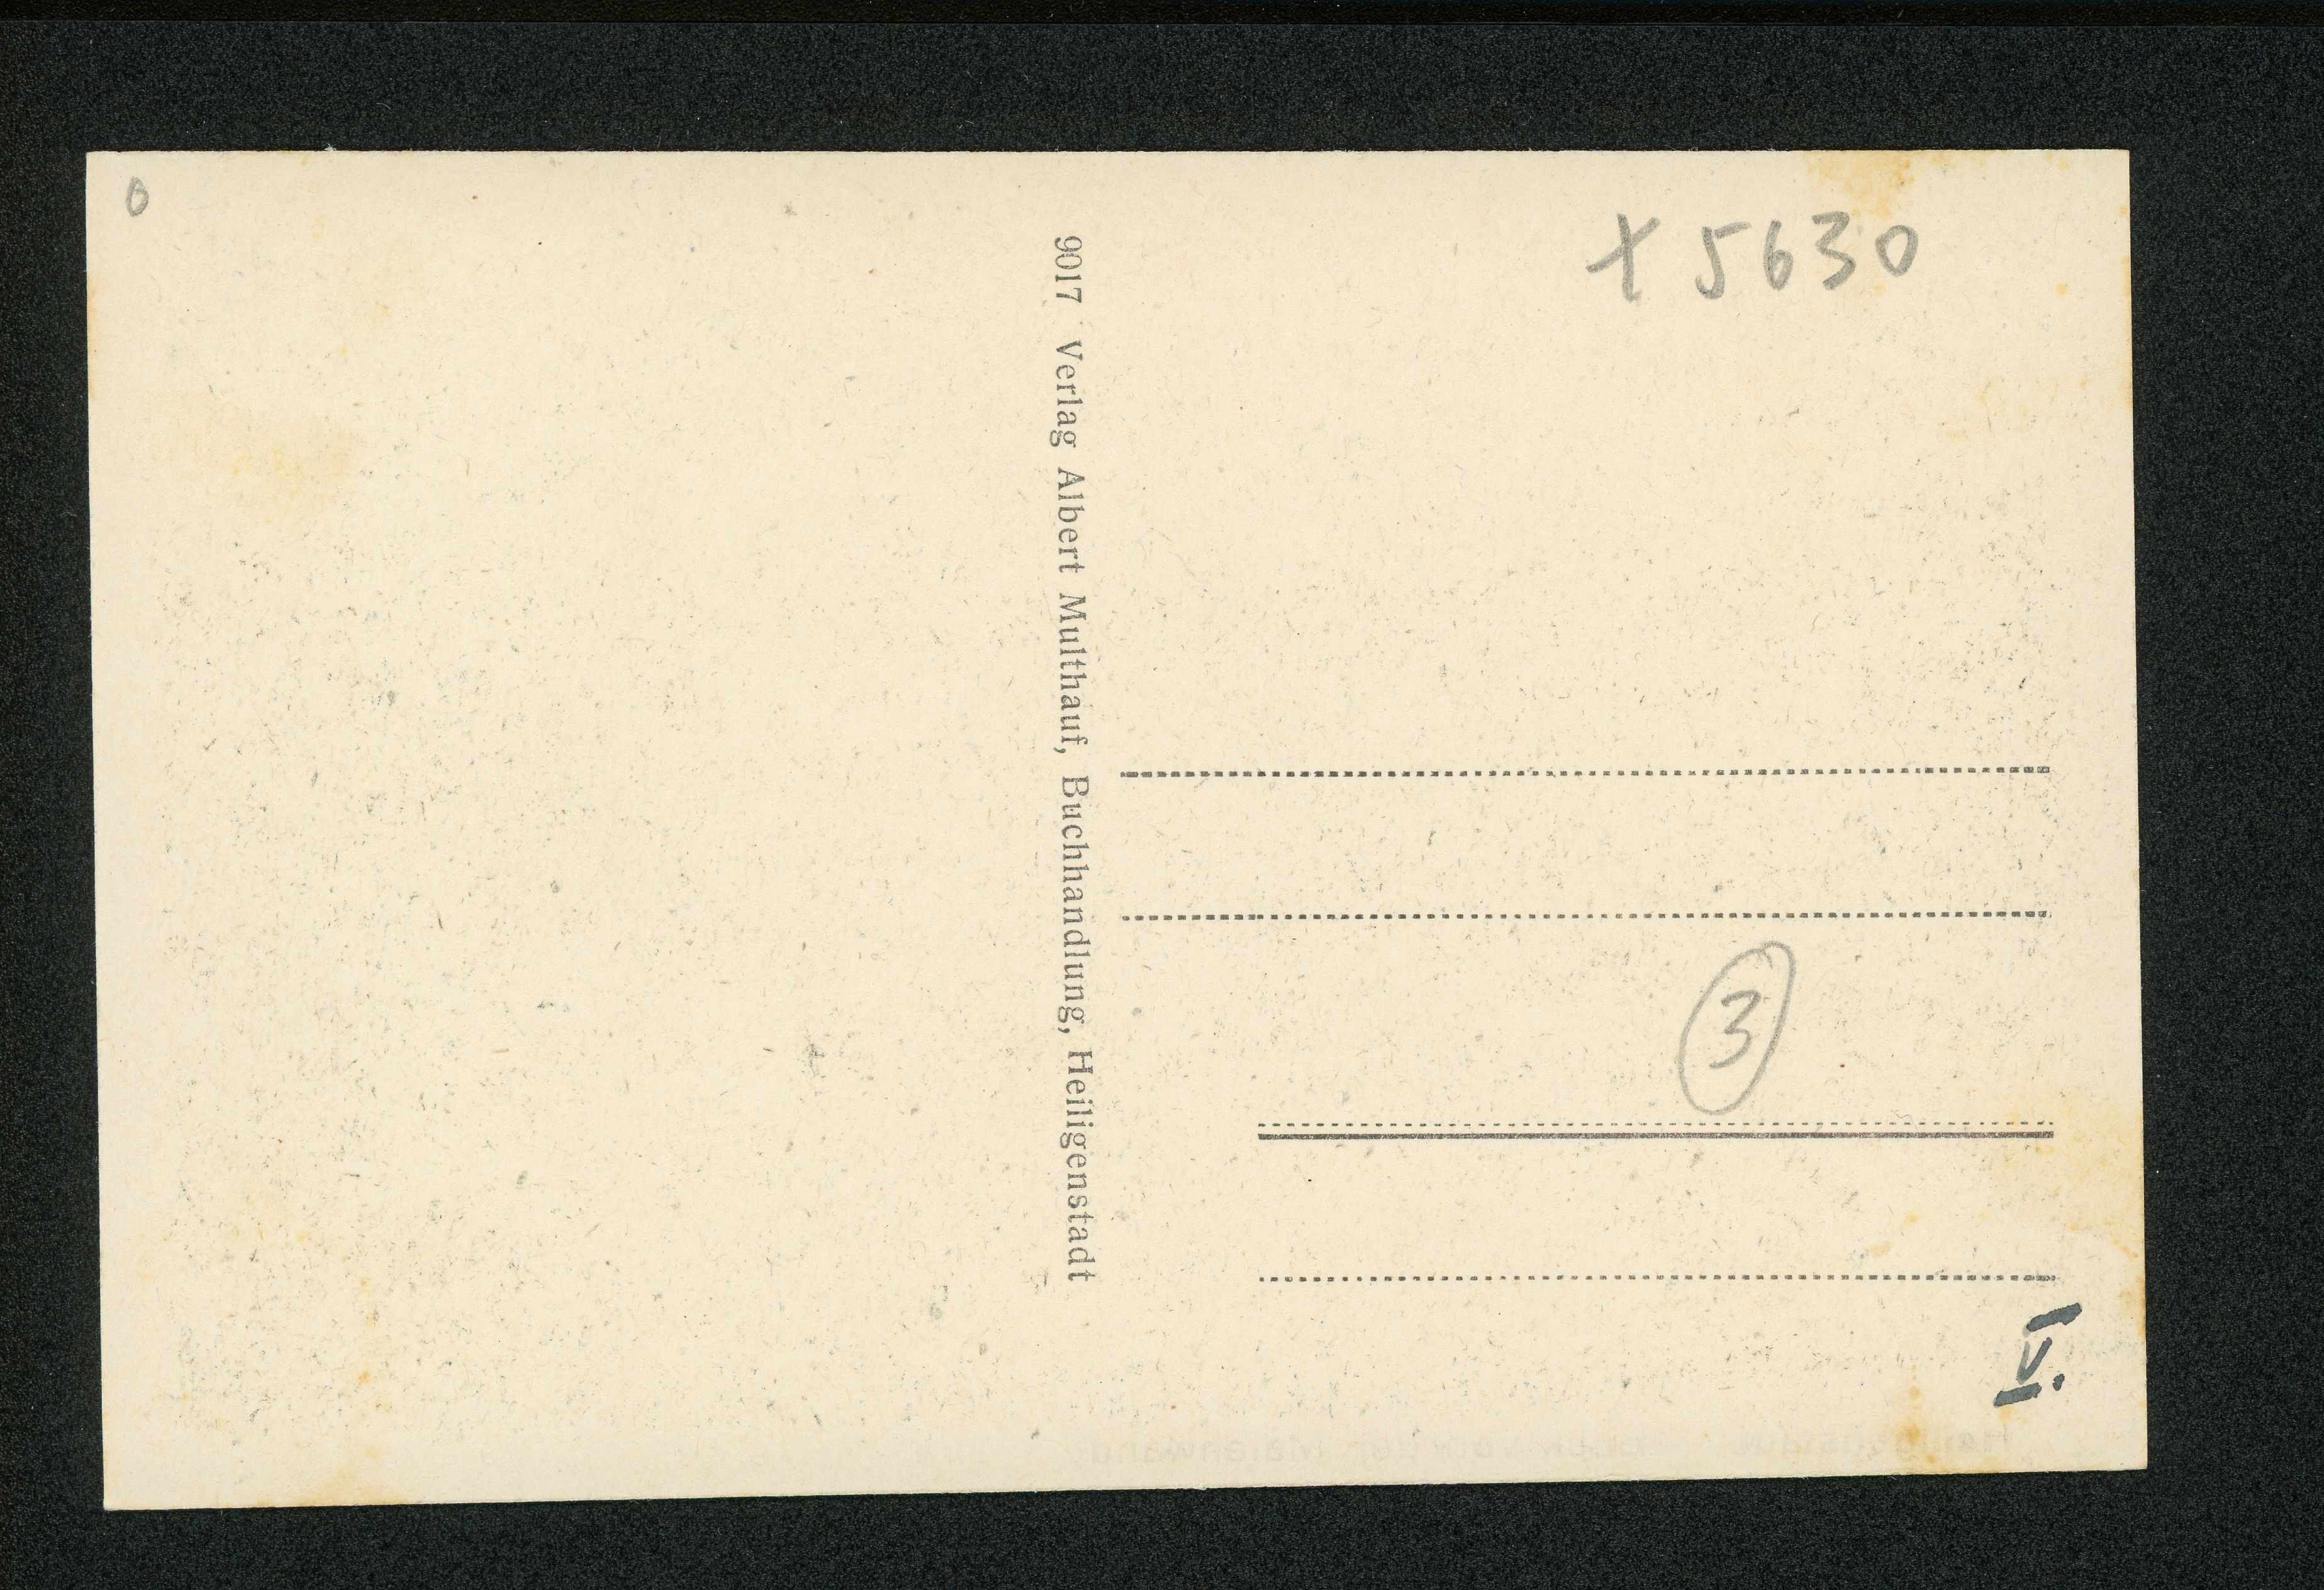 0
X 5630
9017 Verlag Albert Multhauf, Buchhandlung, Heiligenstadt
3
V.